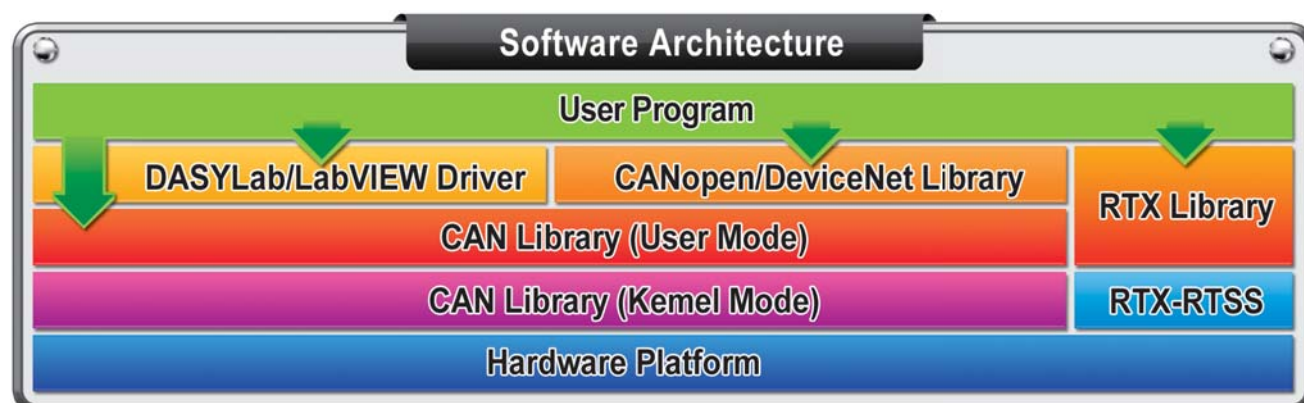 Software Architecture
User Program
DASYLab/LabVIEW Driver
CANopen/DeviceNet Library
RTX Library
CAN Library (User Mode)
CAN Library (Kemel Mode)
RTX-RTSS
Hardware Platform